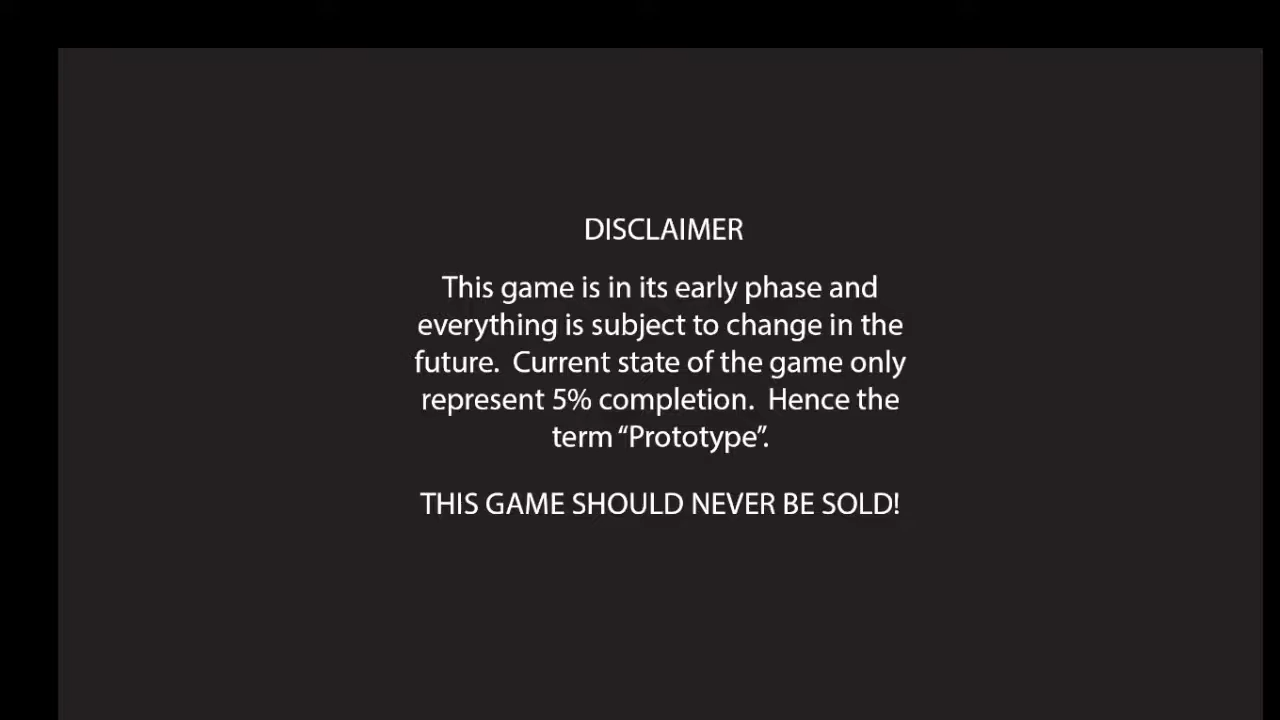 DISCLAIMER
This game is in its early phase and
everything is subject to change in the
future.  Current state of the game only
represent 5% completion.  Hence the
term “Prototype”.
THIS GAME SHOULD NEVER BE SOLD!